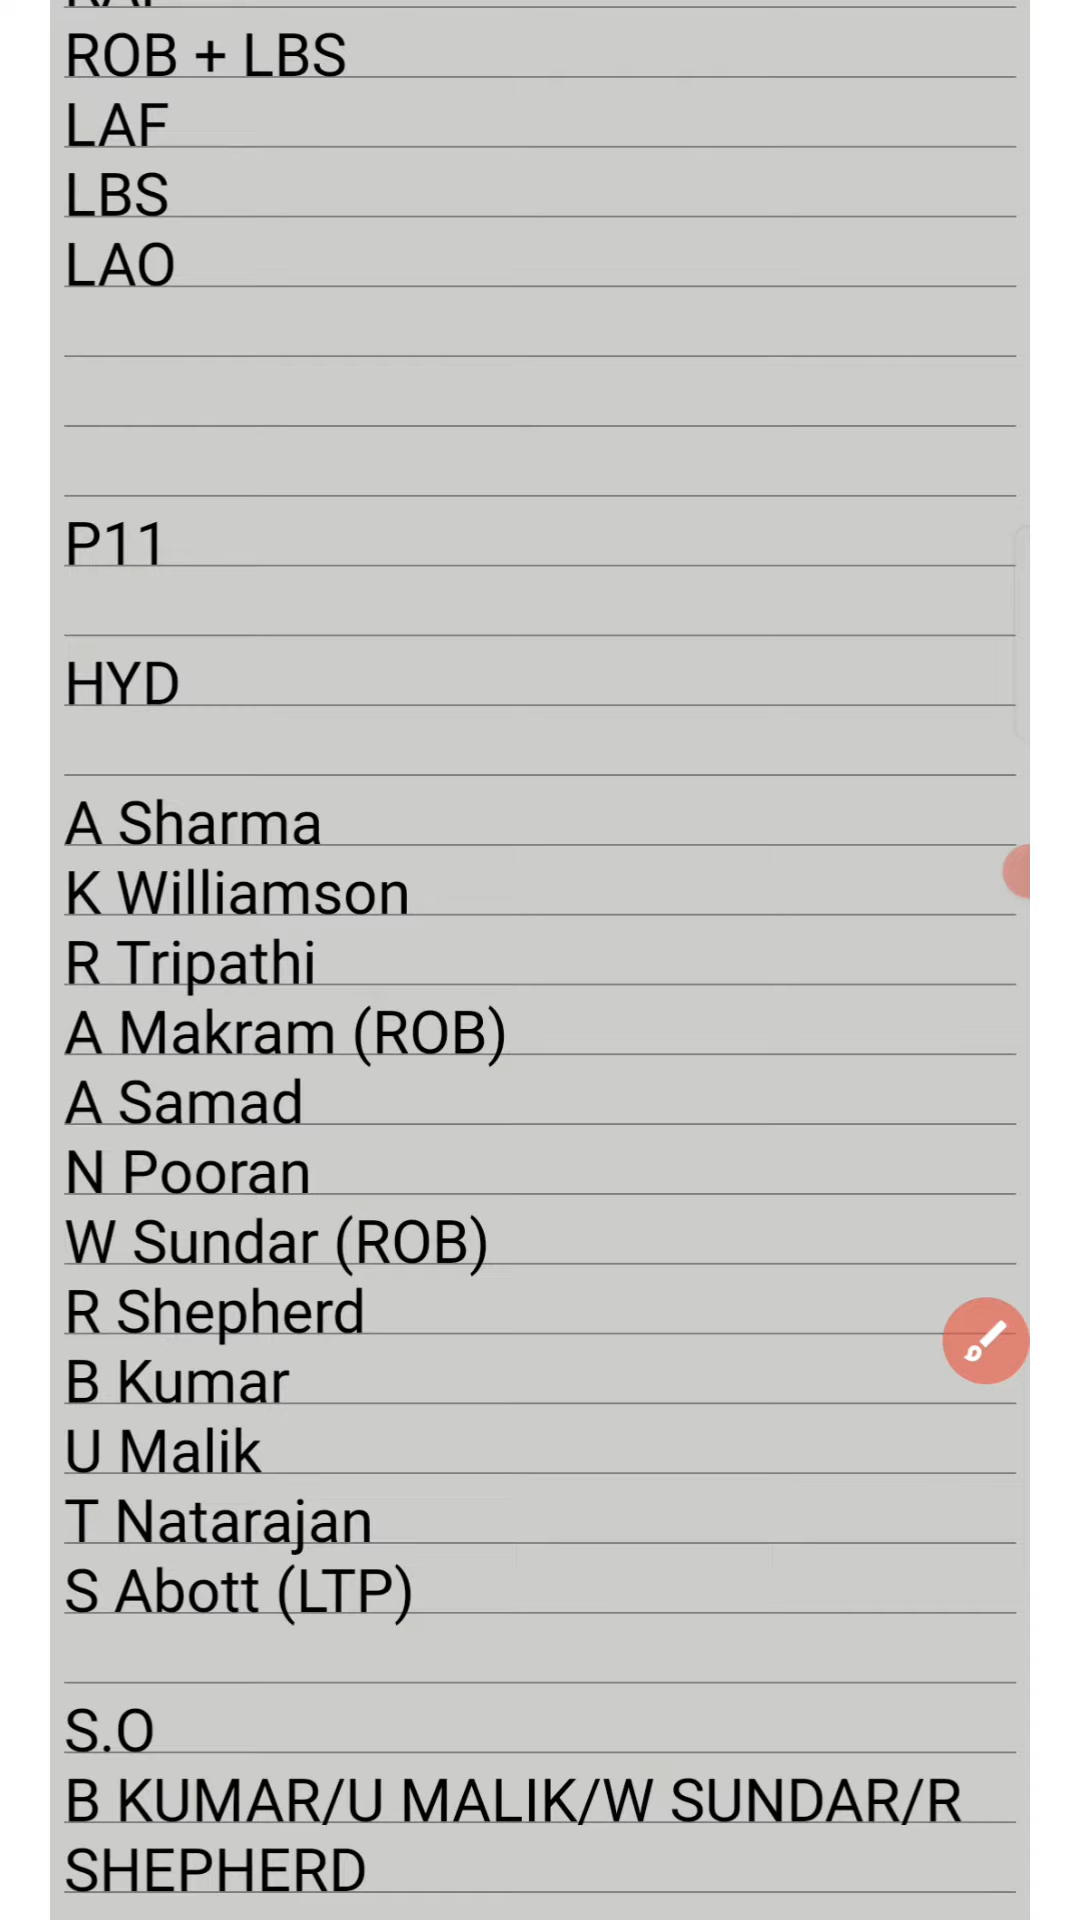 ROB + LBS
LAF
LBS
LAO
P11
HYD
A Sharma
K Williamson
R Tripathi
A Makram (ROB)
A Samad
N Pooran
W Sundar (ROB)
R Shepherd
B Kumar
U Malik
T Natarajan
S Abott (LTP)
S.O
B KUMAR/U MALIK/W SUNDAR/R
SHEPHERD